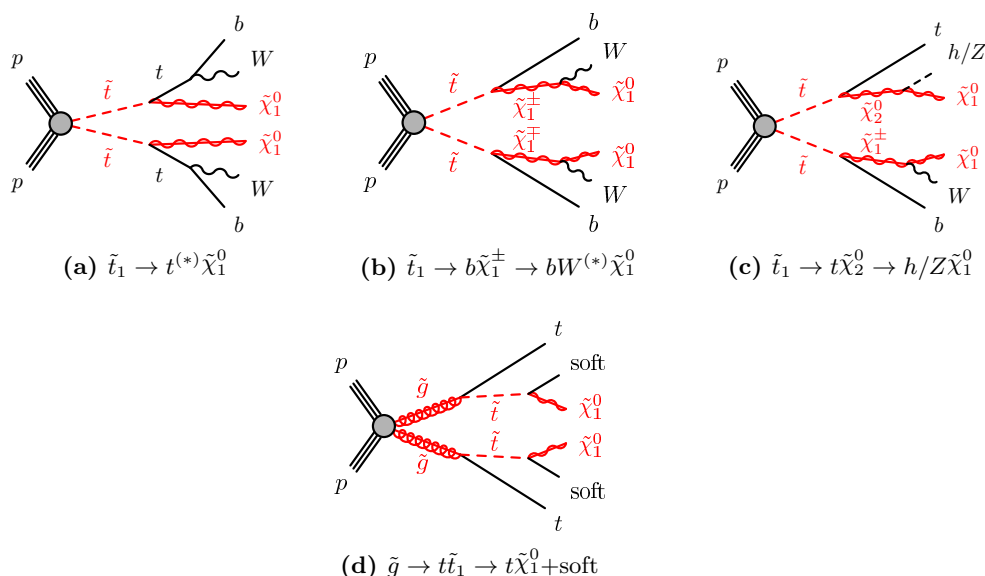 p p t̃ t̃ t t b W χ̃₁⁰ χ̃₁⁰ W b
(a) t̃₁ → t⁽*⁾χ̃₁⁰
p p t̃ t̃ b W χ̃₁⁰ χ̃₁± χ̃₁∓ χ̃₁⁰ W b
(b) t̃₁ → bχ̃₁± → bW⁽*⁾χ̃₁⁰
p p t̃ t̃ t h/Z χ̃₁⁰ χ̃₂⁰ χ̃₁± χ̃₁⁰ W b
(c) t̃₁ → tχ̃₂⁰ → h/Zχ̃₁⁰
p p g̃ g̃ t soft t̃ χ̃₁⁰ t̃ χ̃₁⁰ soft t
(d) g̃ → tt̃₁ → tχ̃₁⁰+soft